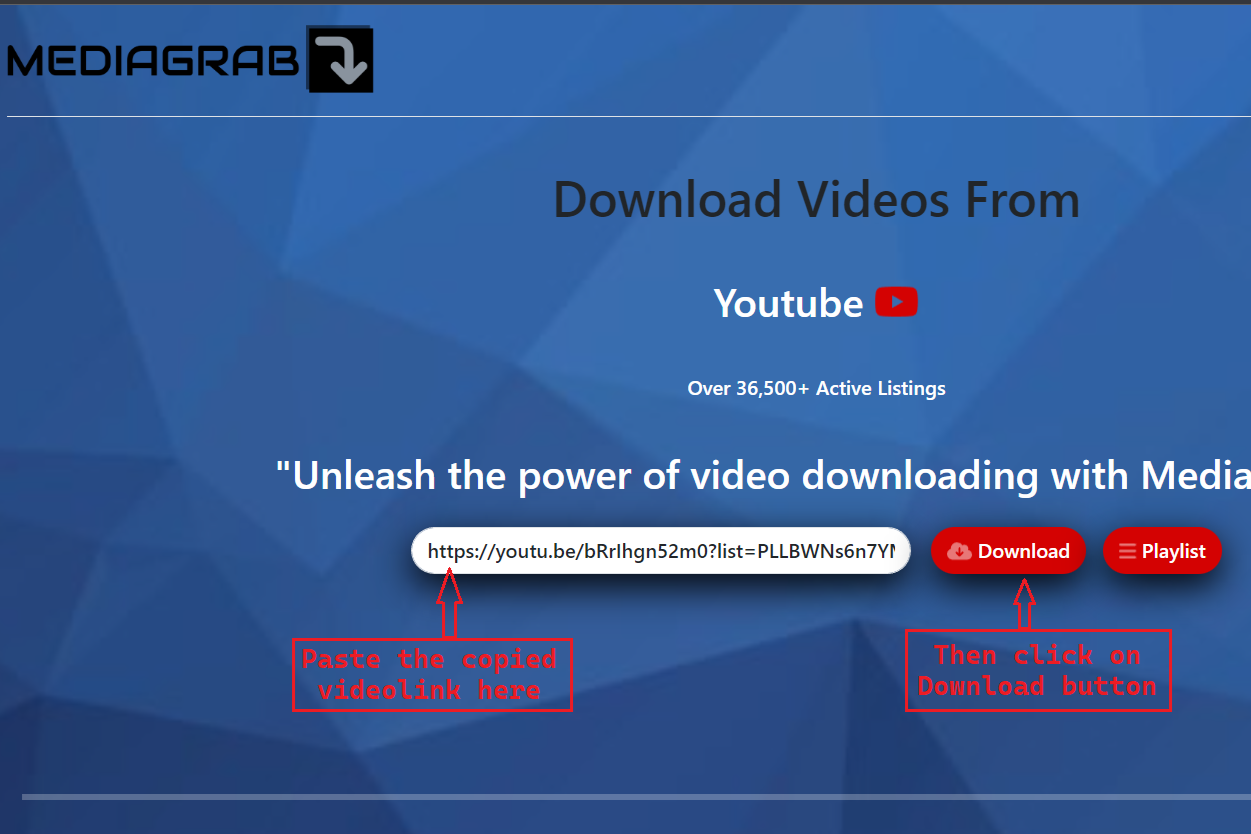 MEDIAGRAB
Download Videos From
Youtube
Over 36,500+ Active Listings
"Unleash the power of video downloading with Media
https://youtu.be/bRrIhgn52m0?list=PLLBWNs6n7YN
Download
Playlist
Paste the copied
videolink here
Then click on
Download button